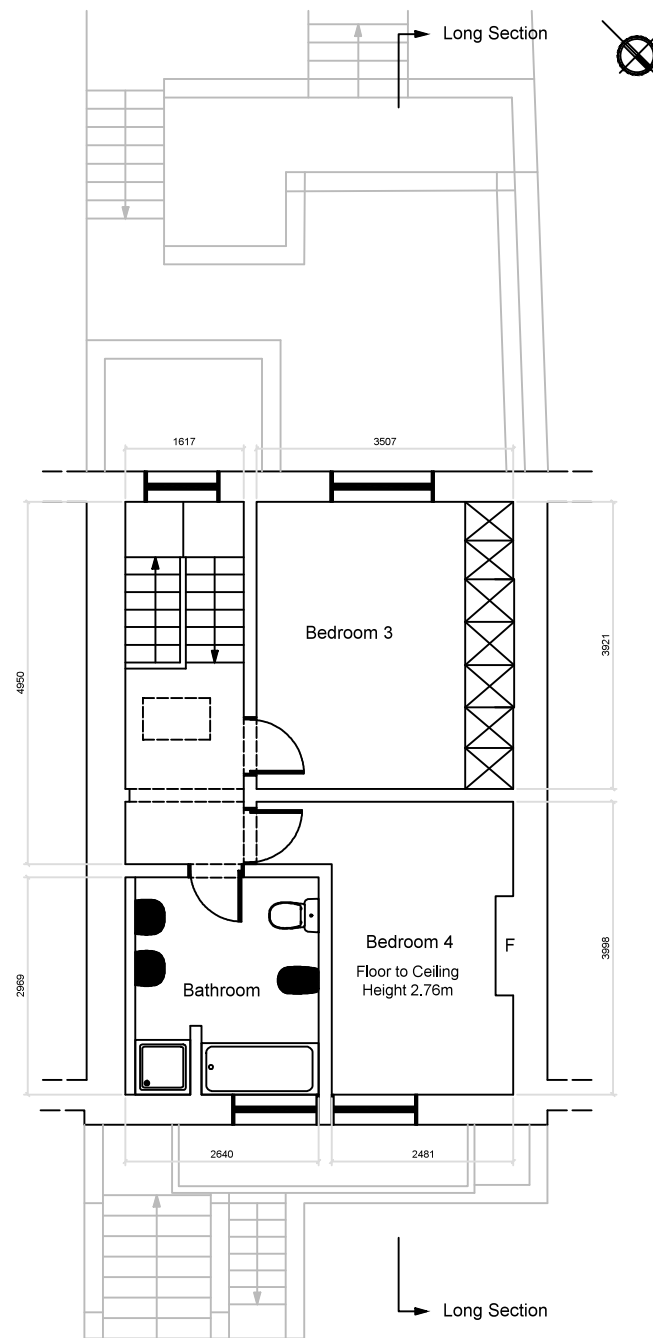 Long Section
1617
3507
Bedroom 3
4950
3921
Bedroom 4
F
Floor to Ceiling
Height 2.76m
Bathroom
2969
3998
2640
2481
Long Section